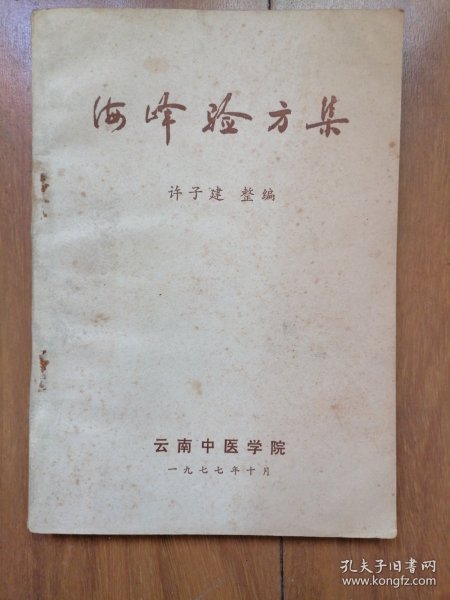 海峰验方集
许子建 整编
云南中医学院
一九七七年十月
孔夫子旧书网
www.kongfz.com